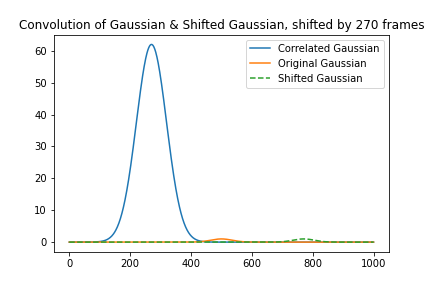 Convolution of Gaussian & Shifted Gaussian, shifted by 270 frames
Correlated Gaussian
Original Gaussian
Shifted Gaussian
60
50
40
30
20
10
0
0 200 400 600 800 1000